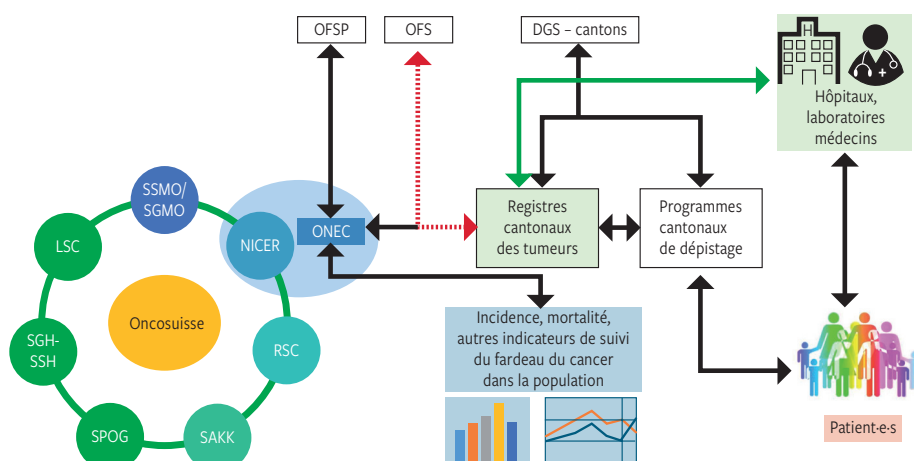 OFSP
OFS
DGS – cantons
Hôpitaux,
laboratoires
médecins
SSMO/
SGMO
LSC
NICER
ONEC
Registres
cantonaux
des tumeurs
Programmes
cantonaux
de dépistage
Oncosuisse
SGH-
SSH
RSC
SPOG
SAKK
Incidence, mortalité,
autres indicateurs de suivi
du fardeau du cancer
dans la population
Patient·e·s